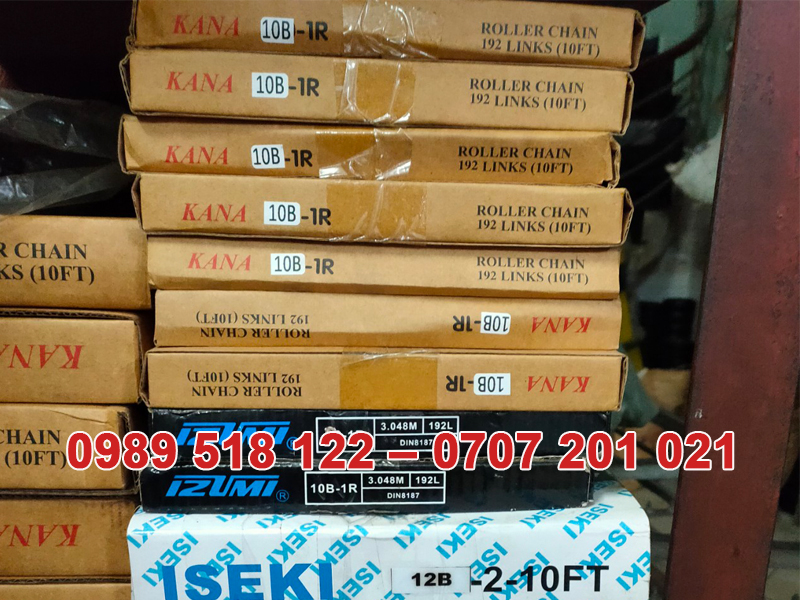 KANA 10B-1R ROLLER CHAIN
192 LINKS (10FT)
KANA 10B-1R ROLLER CHAIN
192 LINKS (10FT)
KANA 10B-1R ROLLER CHAIN
192 LINKS (10FT)
KANA 10B-1R ROLLER CHAIN
192 LINKS (10FT)
KANA 10B-1R ROLLER CHAIN
192 LINKS (10FT)
KANA 10B-1R ROLLER CHAIN
192 LINKS (10FT)
KANA 10B-1R ROLLER CHAIN
192 LINKS (10FT)
R CHAIN
KS (10FT)
KANA
CHAIN
(10FT)
KANA
IZUMI® 3.048M 192L
DIN8187
0989 518 122 – 0707 201 021
IZUMI® 10B-1R 3.048M 192L
DIN8187
ISEKI ISEKI ISEKI ISEKI ISEKI
ISEKI 12B -2-10FT